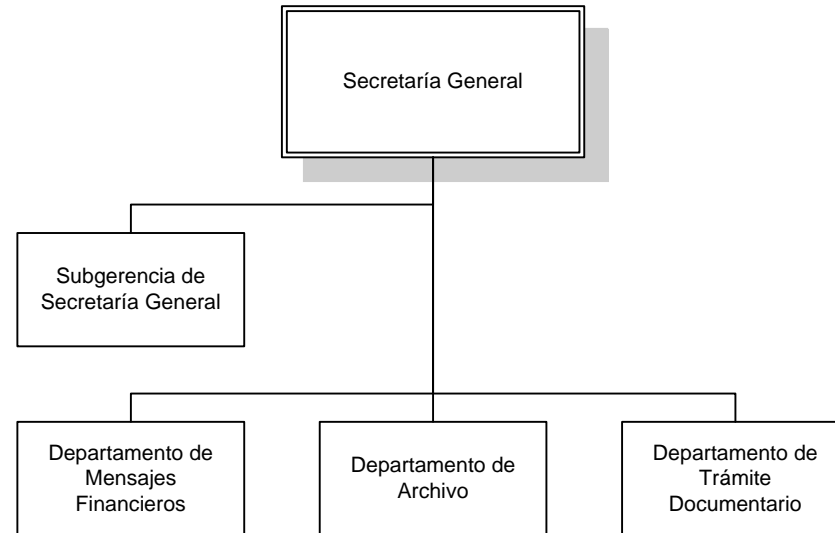 Secretaría General
Subgerencia de
Secretaría General
Departamento de
Mensajes
Financieros
Departamento de
Archivo
Departamento de
Trámite
Documentario